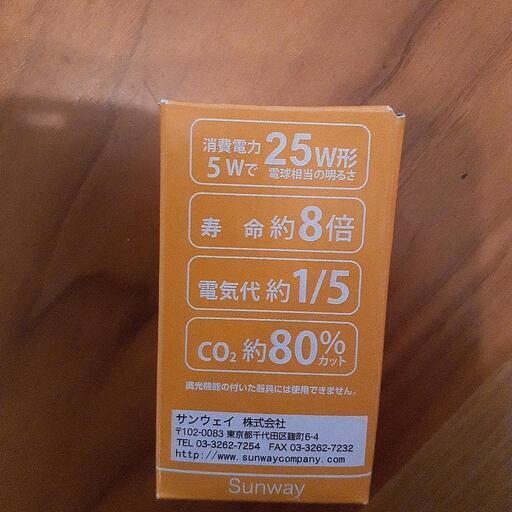 消費電力
5Wで
25W形
電球相当の明るさ
寿 命 約8倍
電気代 約1/5
CO₂ 約80%カット
調光機能の付いた器具には使用できません。
サンウェイ 株式会社
〒102-0083 東京都千代田区麹町6-4
TEL 03-3262-7254 FAX 03-3262-7232
http://www.sunwaycompany.com/
Sunway